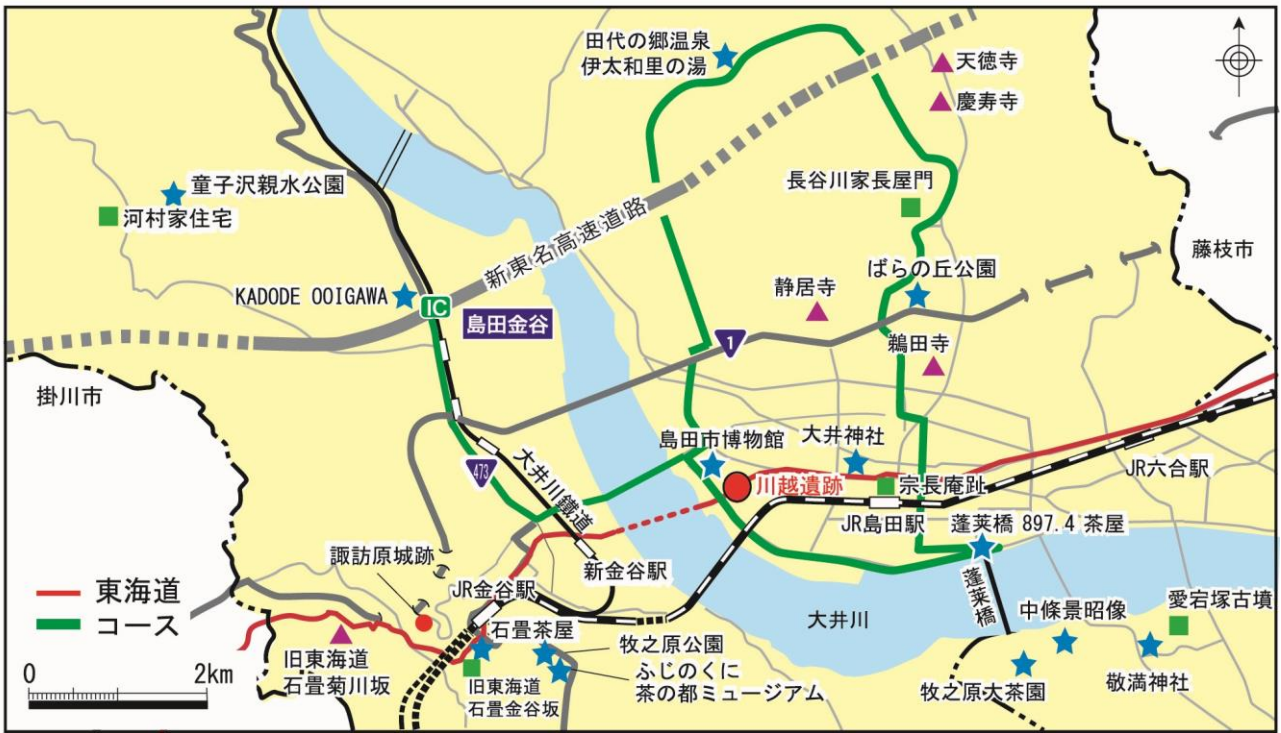 田代の郷温泉
伊太和里の湯
天徳寺
慶寿寺
童子沢親水公園
河村家住宅
長谷川家長屋門
新東名高速道路
藤枝市
ばらの丘公園
静居寺
KADODE OOIGAWA
IC
島田金谷
1
鵜田寺
掛川市
島田市博物館
大井神社
JR六合駅
473
大井川鐵道
川越遺跡
宗長庵趾
JR島田駅
蓬莱橋 897.4 茶屋
諏訪原城跡
新金谷駅
JR金谷駅
蓬莱橋
東海道
コース
大井川
中條景昭像
愛宕塚古墳
石畳茶屋
牧之原公園
ふじのくに
茶の都ミュージアム
0
2km
旧東海道
石畳菊川坂
旧東海道
石畳金谷坂
牧之原大茶園
敬満神社